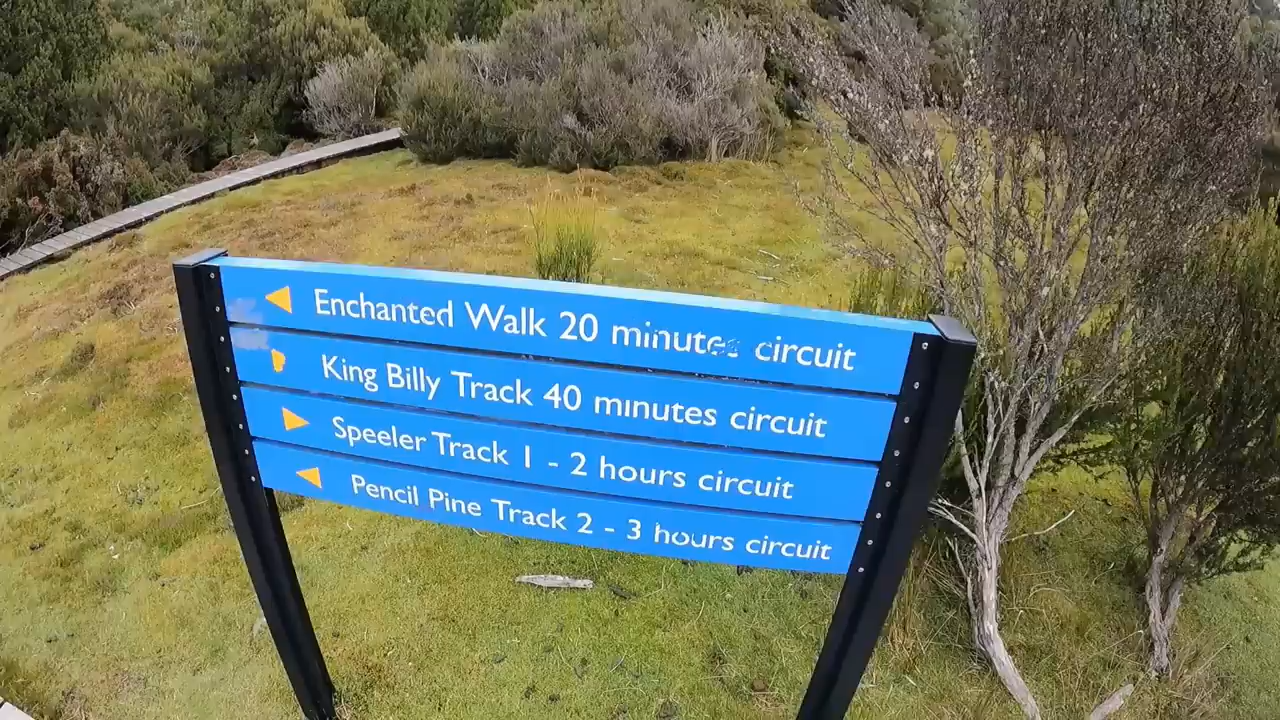 Enchanted Walk 20 minutes circuit
King Billy Track 40 minutes circuit
Speeler Track 1 - 2 hours circuit
Pencil Pine Track 2 - 3 hours circuit